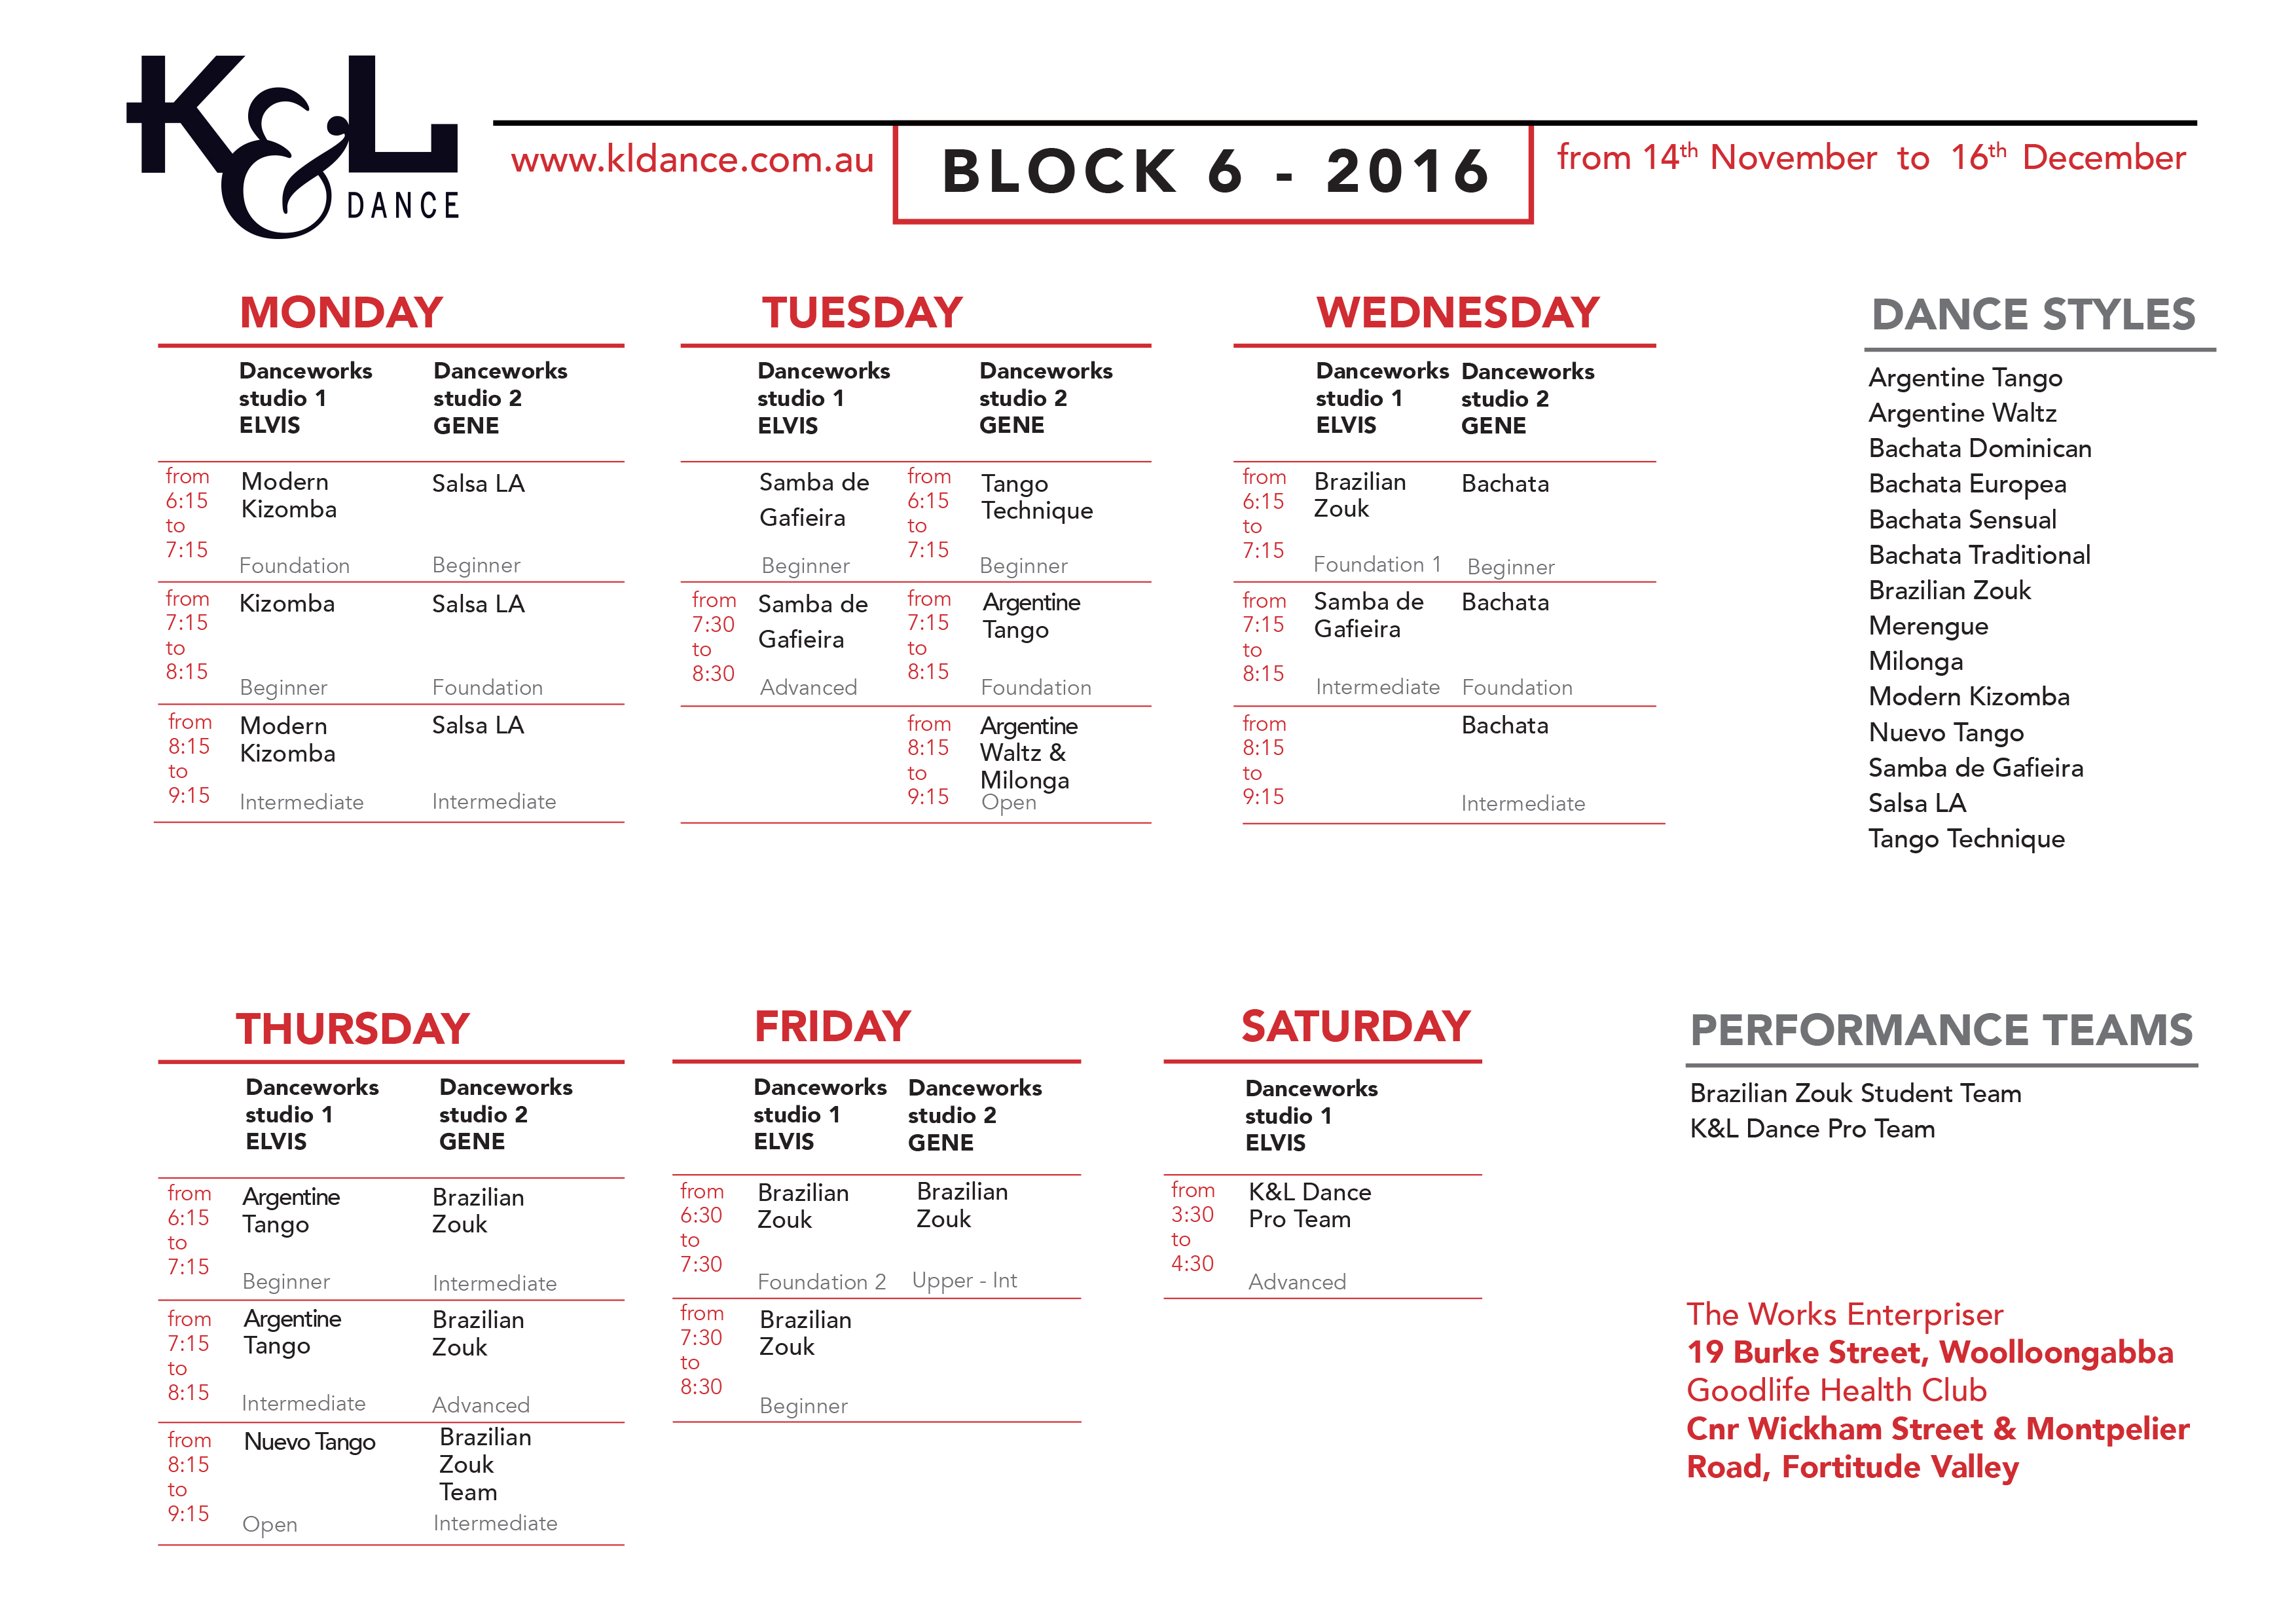 K&L
DANCE
www.kldance.com.au
BLOCK 6 - 2016
from 14th November to 16th December
MONDAY
Danceworks
studio 1
ELVIS
Danceworks
studio 2
GENE
from
6:15
to
7:15
Modern
Kizomba
Foundation
Salsa LA
Beginner
from
7:15
to
8:15
Kizomba
Beginner
Salsa LA
Foundation
from
8:15
to
9:15
Modern
Kizomba
Intermediate
Salsa LA
Intermediate
TUESDAY
Danceworks
studio 1
ELVIS
Danceworks
studio 2
GENE
Samba de
Gafieira
Beginner
from
6:15
to
7:15
Tango
Technique
Beginner
from
7:30
to
8:30
Samba de
Gafieira
Advanced
from
7:15
to
8:15
Argentine
Tango
Foundation
from
8:15
to
9:15
Argentine
Waltz &
Milonga
Open
WEDNESDAY
Danceworks
studio 1
ELVIS
Danceworks
studio 2
GENE
from
6:15
to
7:15
Brazilian
Zouk
Foundation 1
Bachata
Beginner
from
7:15
to
8:15
Samba de
Gafieira
Intermediate
Bachata
Foundation
from
8:15
to
9:15
Bachata
Intermediate
DANCE STYLES
Argentine Tango
Argentine Waltz
Bachata Dominican
Bachata Europea
Bachata Sensual
Bachata Traditional
Brazilian Zouk
Merengue
Milonga
Modern Kizomba
Nuevo Tango
Samba de Gafieira
Salsa LA
Tango Technique
THURSDAY
Danceworks
studio 1
ELVIS
Danceworks
studio 2
GENE
from
6:15
to
7:15
Argentine
Tango
Beginner
Brazilian
Zouk
Intermediate
from
7:15
to
8:15
Argentine
Tango
Intermediate
Brazilian
Zouk
Advanced
from
8:15
to
9:15
Nuevo Tango
Open
Brazilian
Zouk
Team
Intermediate
FRIDAY
Danceworks
studio 1
ELVIS
Danceworks
studio 2
GENE
from
6:30
to
7:30
Brazilian
Zouk
Foundation 2
Brazilian
Zouk
Upper - Int
from
7:30
to
8:30
Brazilian
Zouk
Beginner
SATURDAY
Danceworks
studio 1
ELVIS
from
3:30
to
4:30
K&L Dance
Pro Team
Advanced
PERFORMANCE TEAMS
Brazilian Zouk Student Team
K&L Dance Pro Team
The Works Enterpriser
19 Burke Street, Woolloongabba
Goodlife Health Club
Cnr Wickham Street & Montpelier
Road, Fortitude Valley